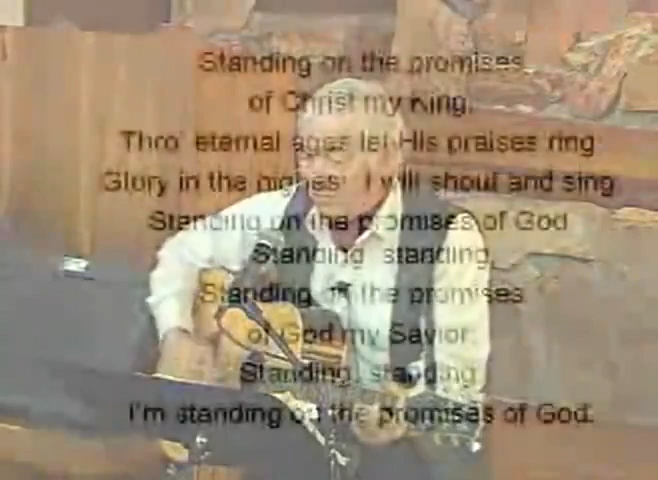 Standing on the promises
of Christ my King,
Thro' eternal ages let His praises ring
Glory in the highest I will shout and sing
Standing on the promises of God
Standing, standing,
Standing on the promises
of God my Savior;
Standing, standing,
I'm standing on the promises of God.